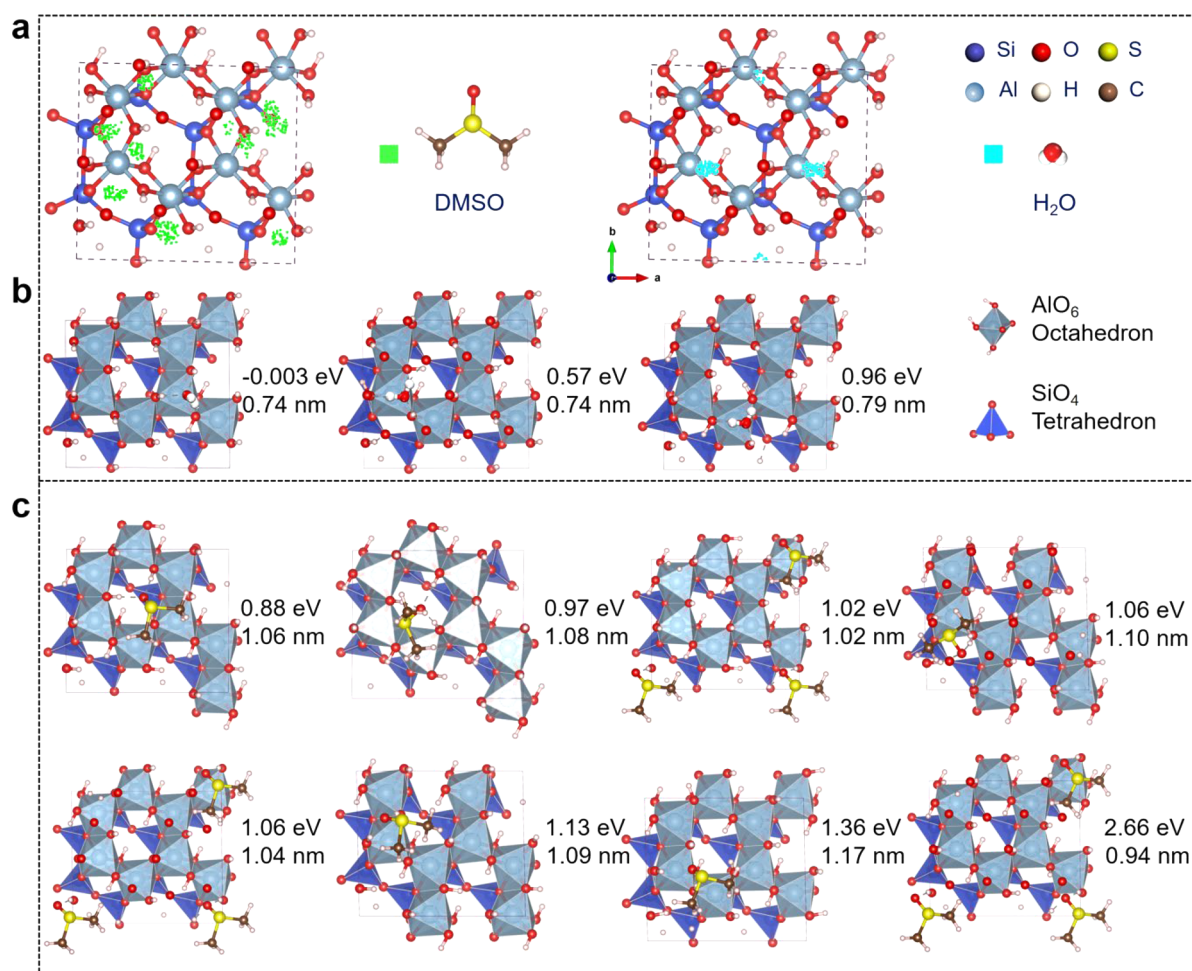 a
Si
O
S
Al
H
C
DMSO
H2O
b
a
b
-0.003 eV
0.74 nm
0.57 eV
0.74 nm
0.96 eV
0.79 nm
AlO6
Octahedron
SiO4
Tetrahedron
c
0.88 eV
1.06 nm
0.97 eV
1.08 nm
1.02 eV
1.02 nm
1.06 eV
1.10 nm
1.06 eV
1.04 nm
1.13 eV
1.09 nm
1.36 eV
1.17 nm
2.66 eV
0.94 nm